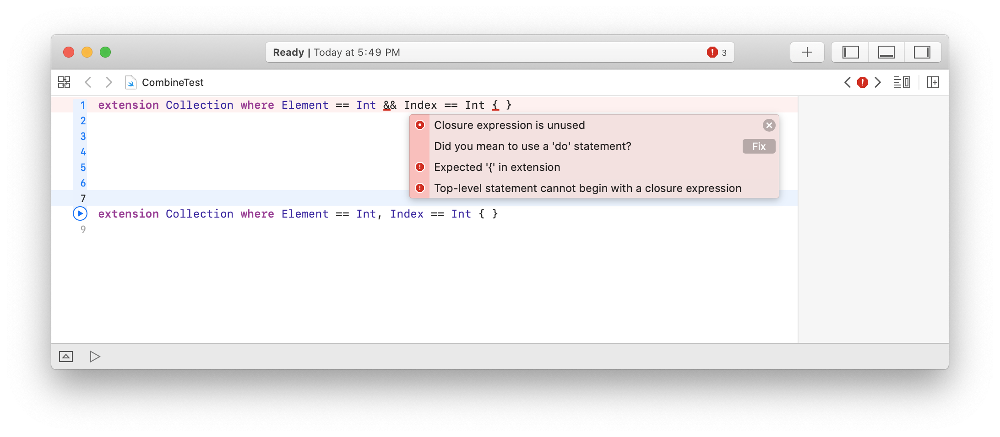 Ready | Today at 5:49 PM 3
CombineTest
1 extension Collection where Element == Int && Index == Int { }
Closure expression is unused
2
3
Did you mean to use a 'do' statement? Fix
4
5
Expected '{' in extension
6
Top-level statement cannot begin with a closure expression
7
extension Collection where Element == Int, Index == Int { }
9